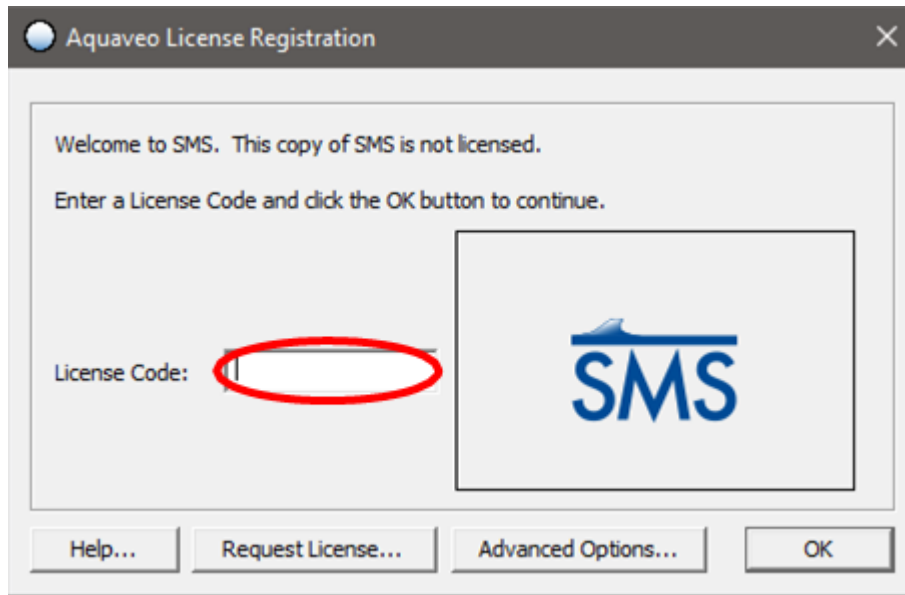 Aquaveo License Registration
Welcome to SMS. This copy of SMS is not licensed.
Enter a License Code and click the OK button to continue.
License Code:
SMS
Help... Request License... Advanced Options... OK